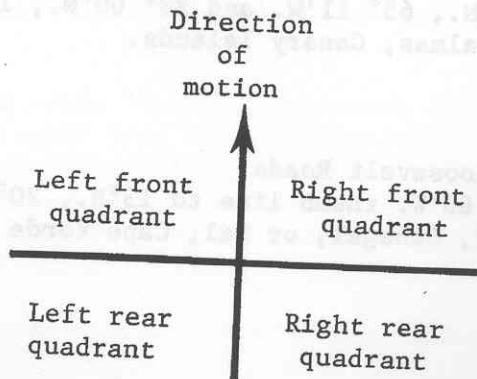 Direction
of
motion
Left front
quadrant
Right front
quadrant
Left rear
quadrant
Right rear
quadrant